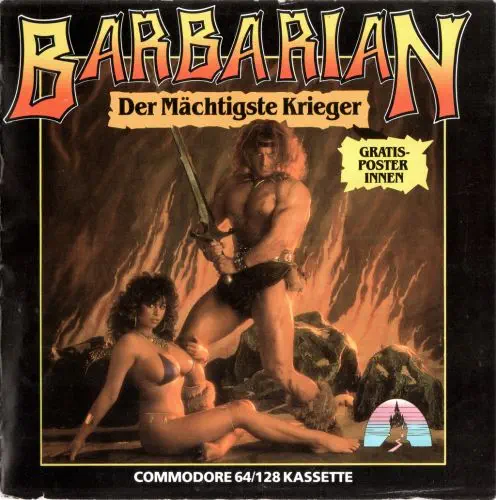 BARBARIAN
Der Mächtigste Krieger
GRATIS-
POSTER
INNEN
COMMODORE 64/128 KASSETTE